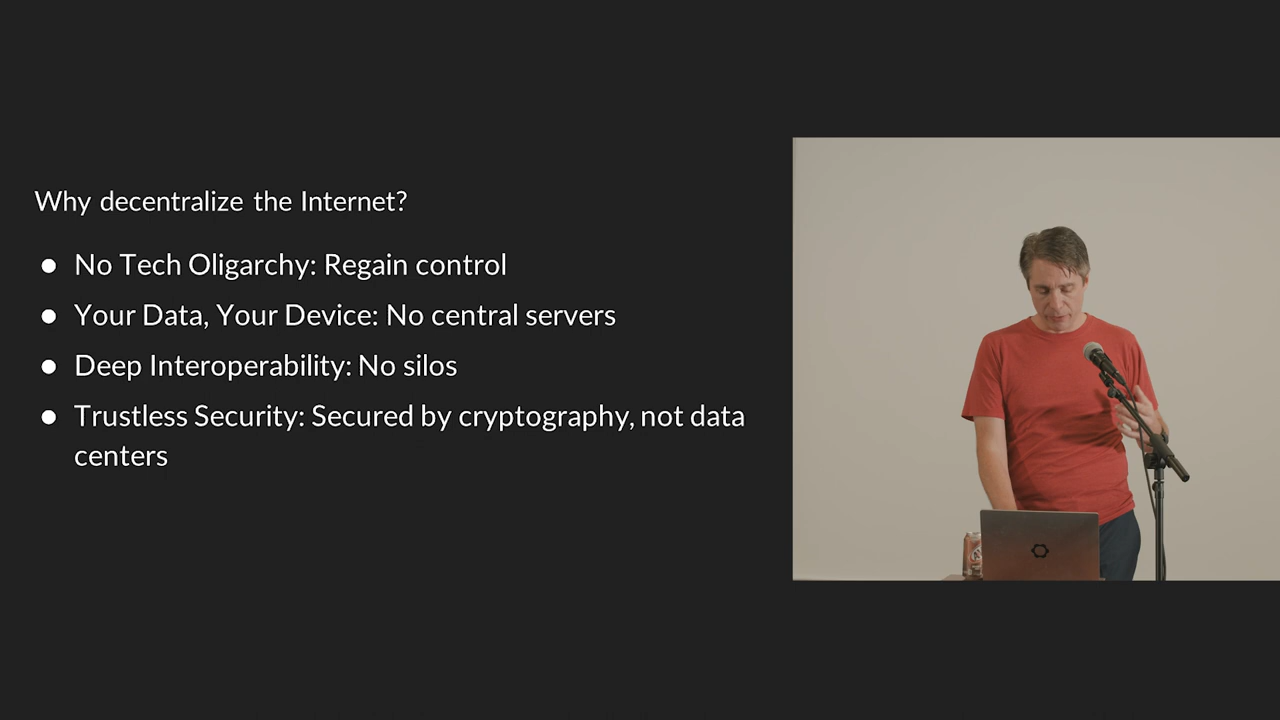 Why decentralize the Internet?
● No Tech Oligarchy: Regain control
● Your Data, Your Device: No central servers
● Deep Interoperability: No silos
● Trustless Security: Secured by cryptography, not data
centers